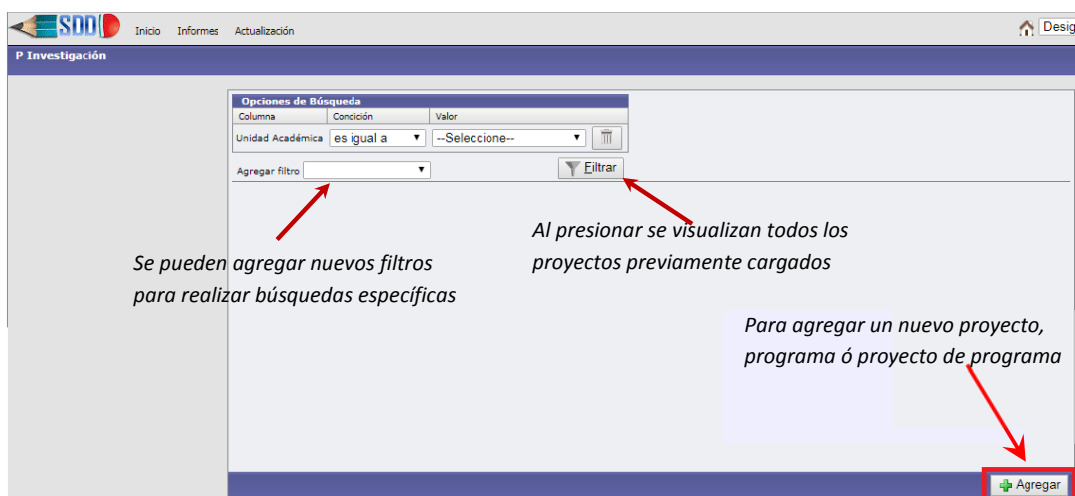 SDD Inicio Informes Actualización Desig
P Investigación
Opciones de Búsqueda
Columna Concición Valor
Unidad Académica es igual a --Seleccione--
Agregar filtro Filtrar
Al presionar se visualizan todos los
proyectos previamente cargados
Se pueden agregar nuevos filtros
para realizar búsquedas específicas
Para agregar un nuevo proyecto,
programa ó proyecto de programa
Agregar